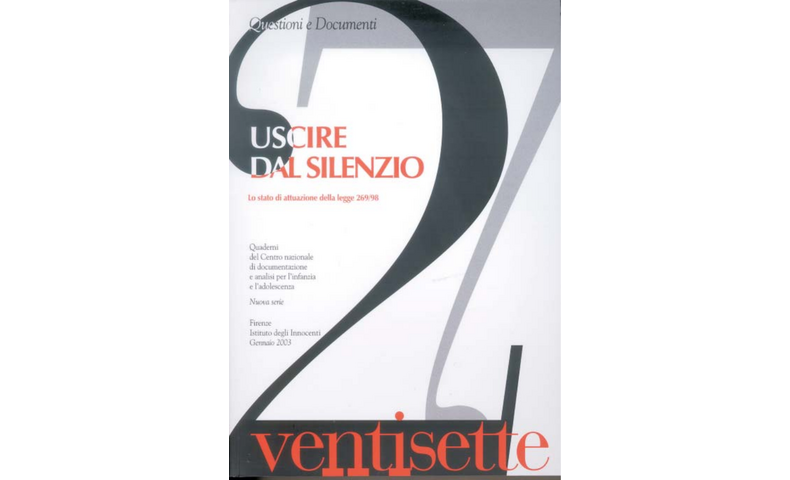 Questioni e Documenti
27
USCIRE
DAL SILENZIO
Lo stato di attuazione della legge 269/98
Quaderni
del Centro nazionale
di documentazione
e analisi per l'infanzia
e l'adolescenza
Nuova serie
Firenze
Istituto degli Innocenti
Gennaio 2003
ventisette